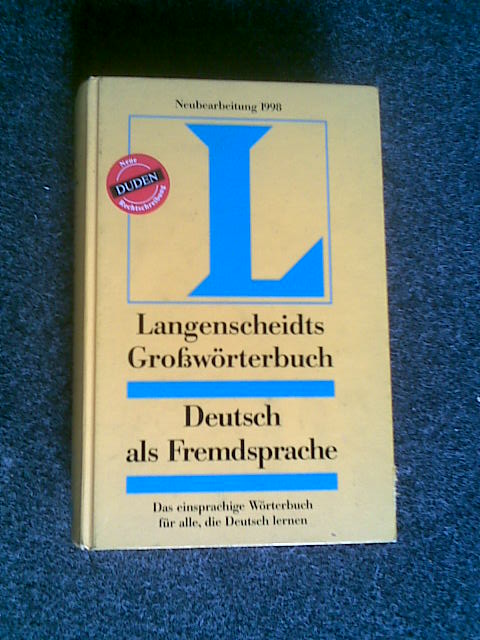 Neubearbeitung 1998
L
Neue
DUDEN
Rechtschreibung
Langenscheidts
Großwörterbuch
Deutsch
als Fremdsprache
Das einsprachige Wörterbuch
für alle, die Deutsch lernen